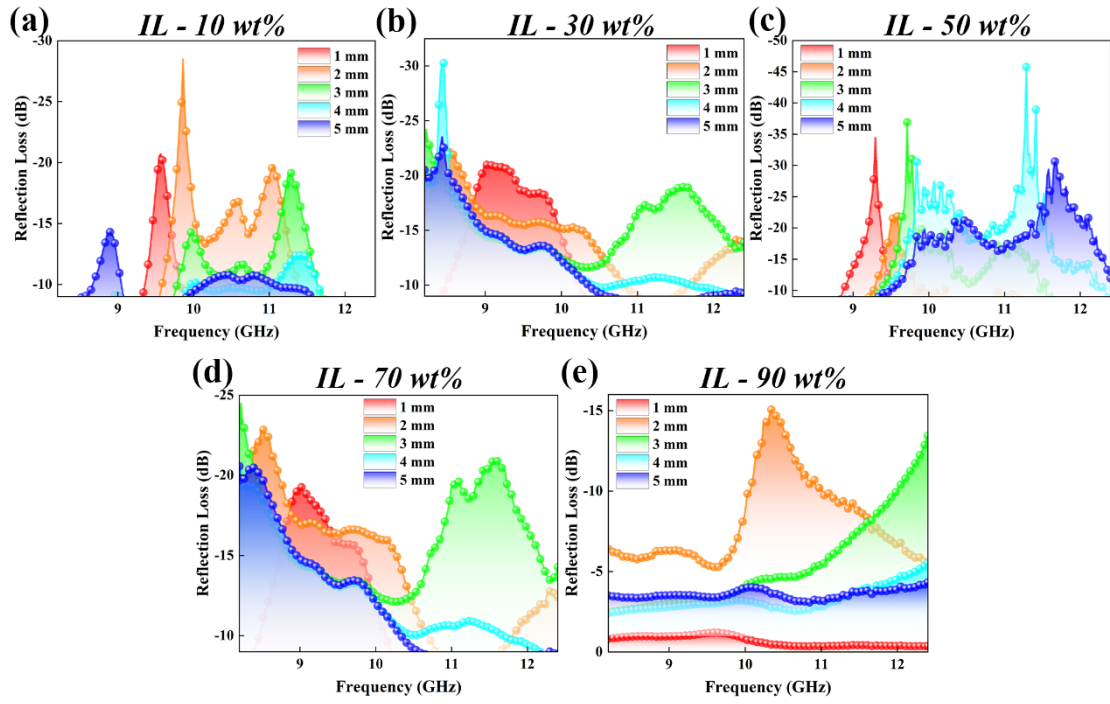 (a)
IL - 10 wt%
-30
-25
-20
-15
-10
Reflection Loss (dB)
1 mm
2 mm
3 mm
4 mm
5 mm
9
10
11
12
Frequency (GHz)
(b)
IL - 30 wt%
-30
-25
-20
-15
-10
Reflection Loss (dB)
1 mm
2 mm
3 mm
4 mm
5 mm
9
10
11
12
Frequency (GHz)
(c)
IL - 50 wt%
-50
-45
-40
-35
-30
-25
-20
-15
-10
Reflection Loss (dB)
1 mm
2 mm
3 mm
4 mm
5 mm
9
10
11
12
Frequency (GHz)
(d)
IL - 70 wt%
-25
-20
-15
-10
Reflection Loss (dB)
1 mm
2 mm
3 mm
4 mm
5 mm
9
10
11
12
Frequency (GHz)
(e)
IL - 90 wt%
-15
-10
-5
0
Reflection Loss (dB)
1 mm
2 mm
3 mm
4 mm
5 mm
9
10
11
12
Frequency (GHz)